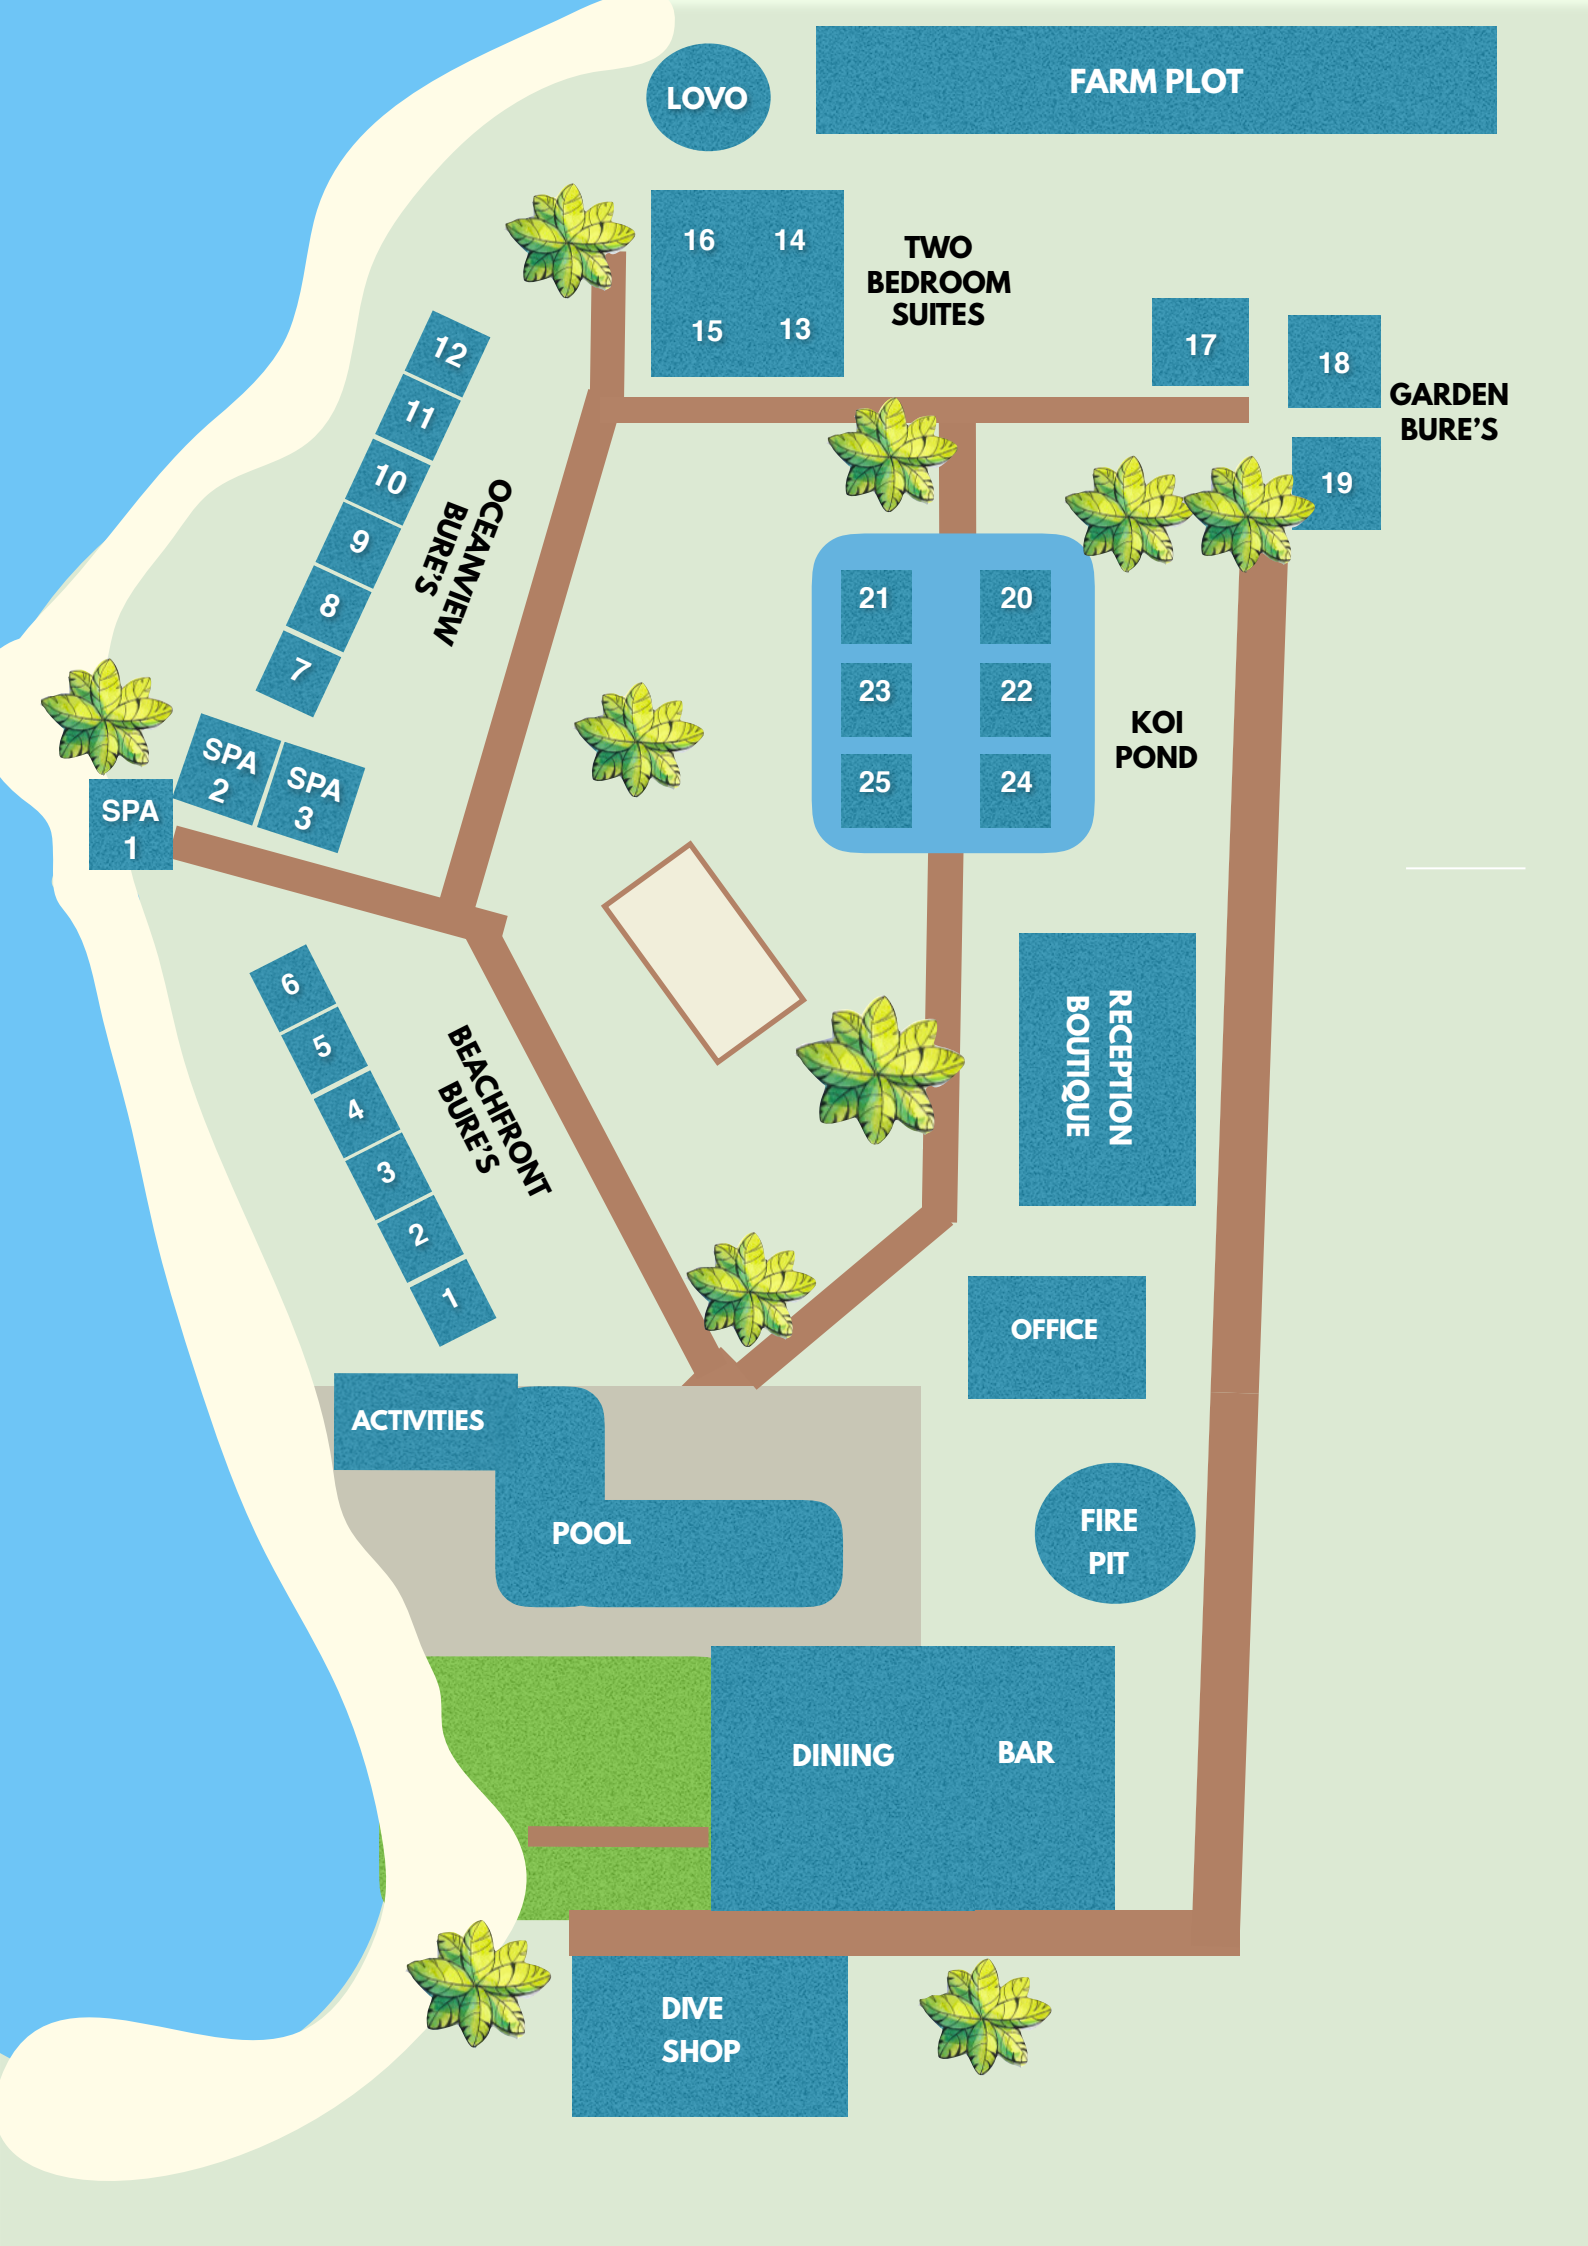 LOVO
FARM PLOT
16 14
15 13
TWO
BEDROOM
SUITES
17
18
19
GARDEN
BURE’S
12
11
10
9
8
7
OCEANVIEW
BURE’S
21 20
23 22
25 24
KOI
POND
SPA
1
SPA
2
SPA
3
6
5
4
3
2
1
BEACHFRONT
BURE’S
RECEPTION
BOUTIQUE
OFFICE
ACTIVITIES
POOL
FIRE
PIT
DINING
BAR
DIVE
SHOP